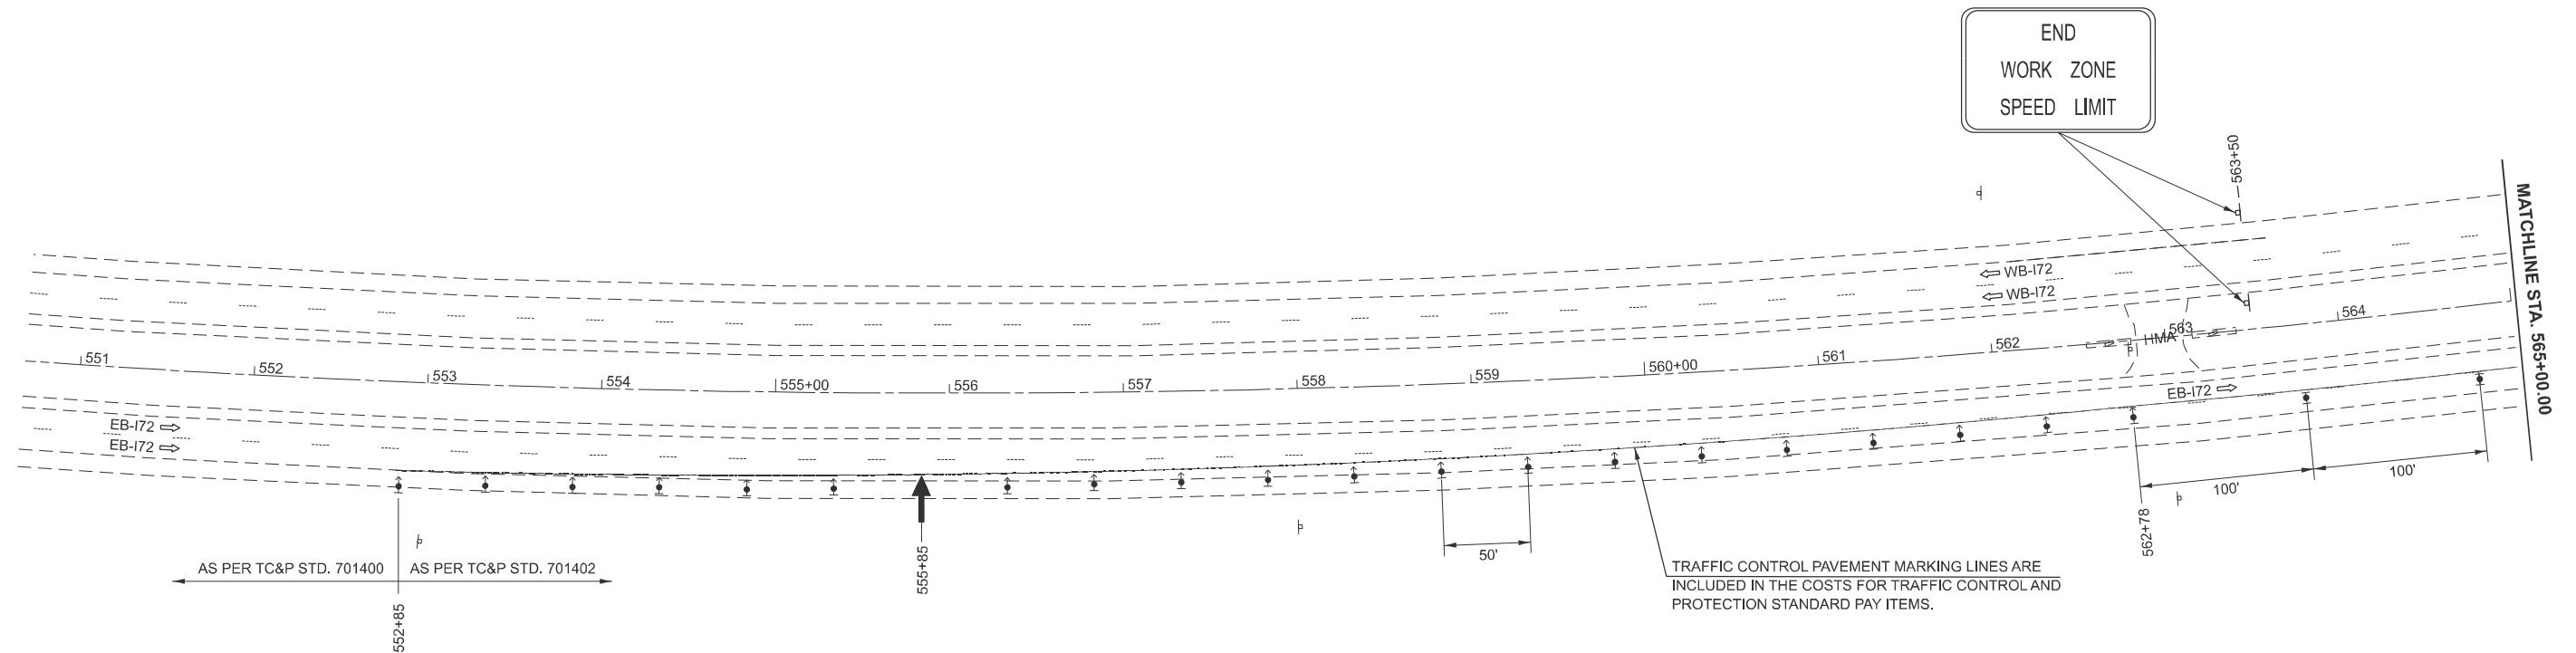 END
WORK ZONE
SPEED LIMIT
563+50
MATCHLINE STA. 565+00.00
WB-I72
WB-I72
551
552
553
554
555+00
556
557
558
559
560+00
561
562
563
564
HMA
EB-I72
EB-I72
EB-I72
AS PER TC&P STD. 701400
AS PER TC&P STD. 701402
552+85
555+85
50'
TRAFFIC CONTROL PAVEMENT MARKING LINES ARE
INCLUDED IN THE COSTS FOR TRAFFIC CONTROL AND
PROTECTION STANDARD PAY ITEMS.
562+78
100'
100'